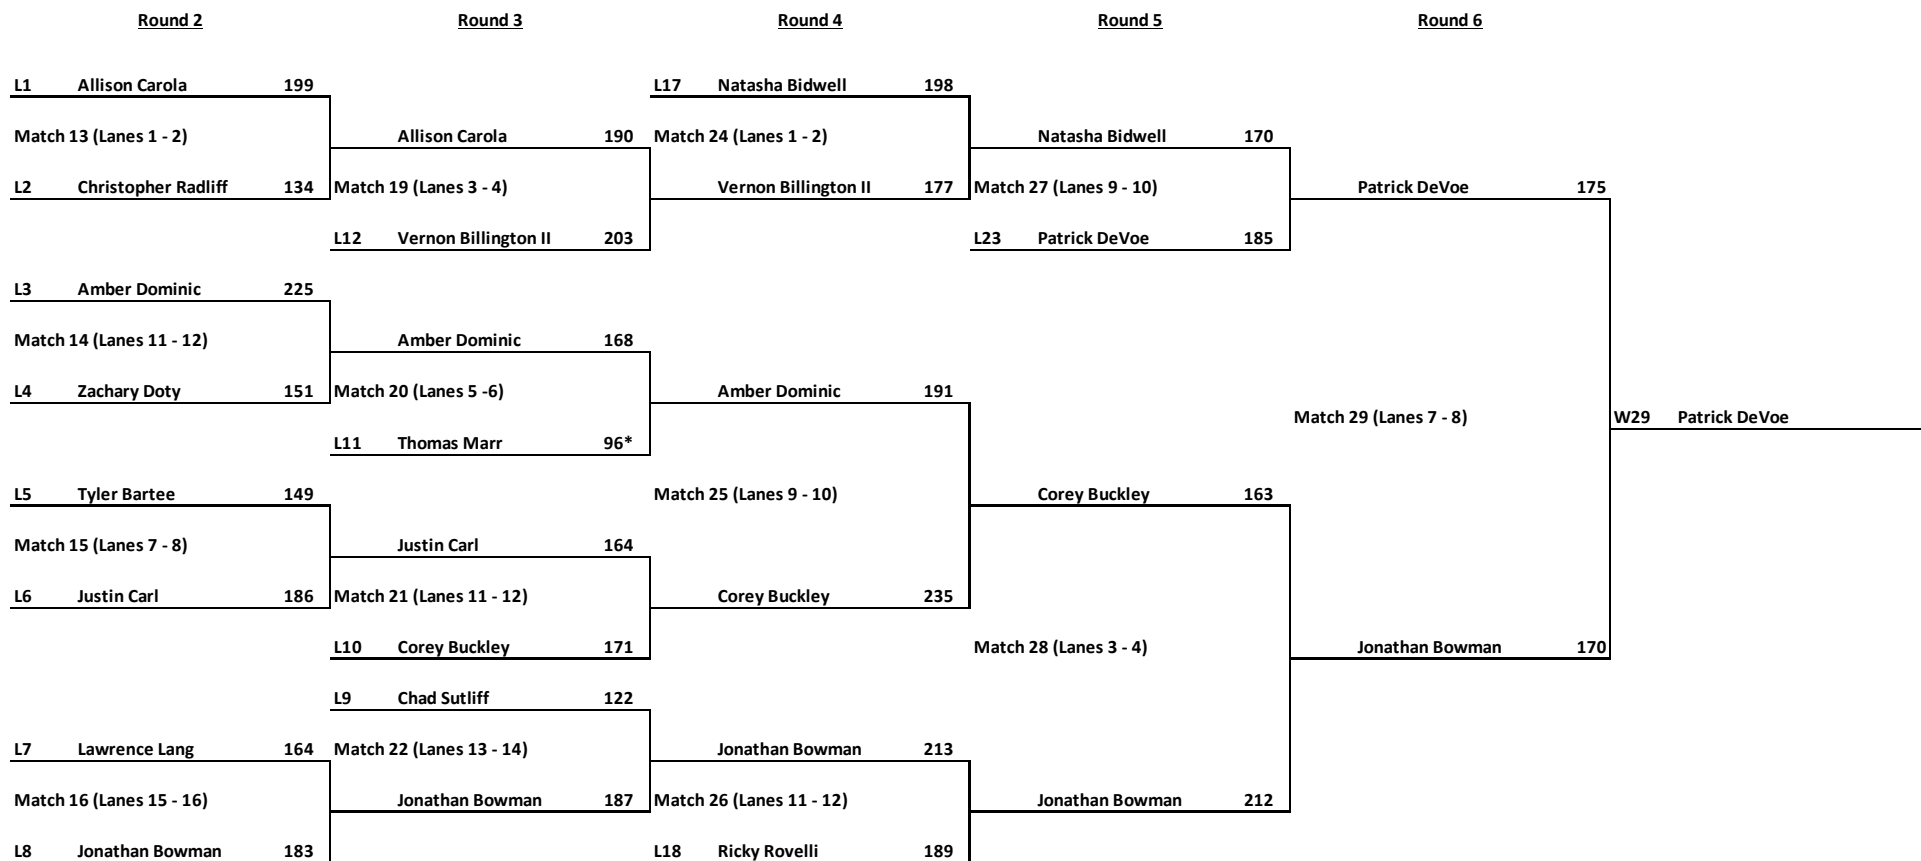 Round 2 Round 3 Round 4 Round 5 Round 6
L1 Allison Carola 199 L17 Natasha Bidwell 198
Match 13 (Lanes 1 - 2) Allison Carola 190 Match 24 (Lanes 1 - 2) Natasha Bidwell 170
L2 Christopher Radliff 134 Match 19 (Lanes 3 - 4) Vernon Billington II 177 Match 27 (Lanes 9 - 10) Patrick DeVoe 175
L12 Vernon Billington II 203 L23 Patrick DeVoe 185
L3 Amber Dominic 225
Match 14 (Lanes 11 - 12) Amber Dominic 168
L4 Zachary Doty 151 Match 20 (Lanes 5 -6) Amber Dominic 191
Match 29 (Lanes 7 - 8) W29 Patrick DeVoe
L11 Thomas Marr 96*
L5 Tyler Bartee 149 Match 25 (Lanes 9 - 10) Corey Buckley 163
Match 15 (Lanes 7 - 8) Justin Carl 164
L6 Justin Carl 186 Match 21 (Lanes 11 - 12) Corey Buckley 235
L10 Corey Buckley 171 Match 28 (Lanes 3 - 4) Jonathan Bowman 170
L9 Chad Sutliff 122
L7 Lawrence Lang 164 Match 22 (Lanes 13 - 14) Jonathan Bowman 213
Match 16 (Lanes 15 - 16) Jonathan Bowman 187 Match 26 (Lanes 11 - 12) Jonathan Bowman 212
L8 Jonathan Bowman 183 L18 Ricky Rovelli 189